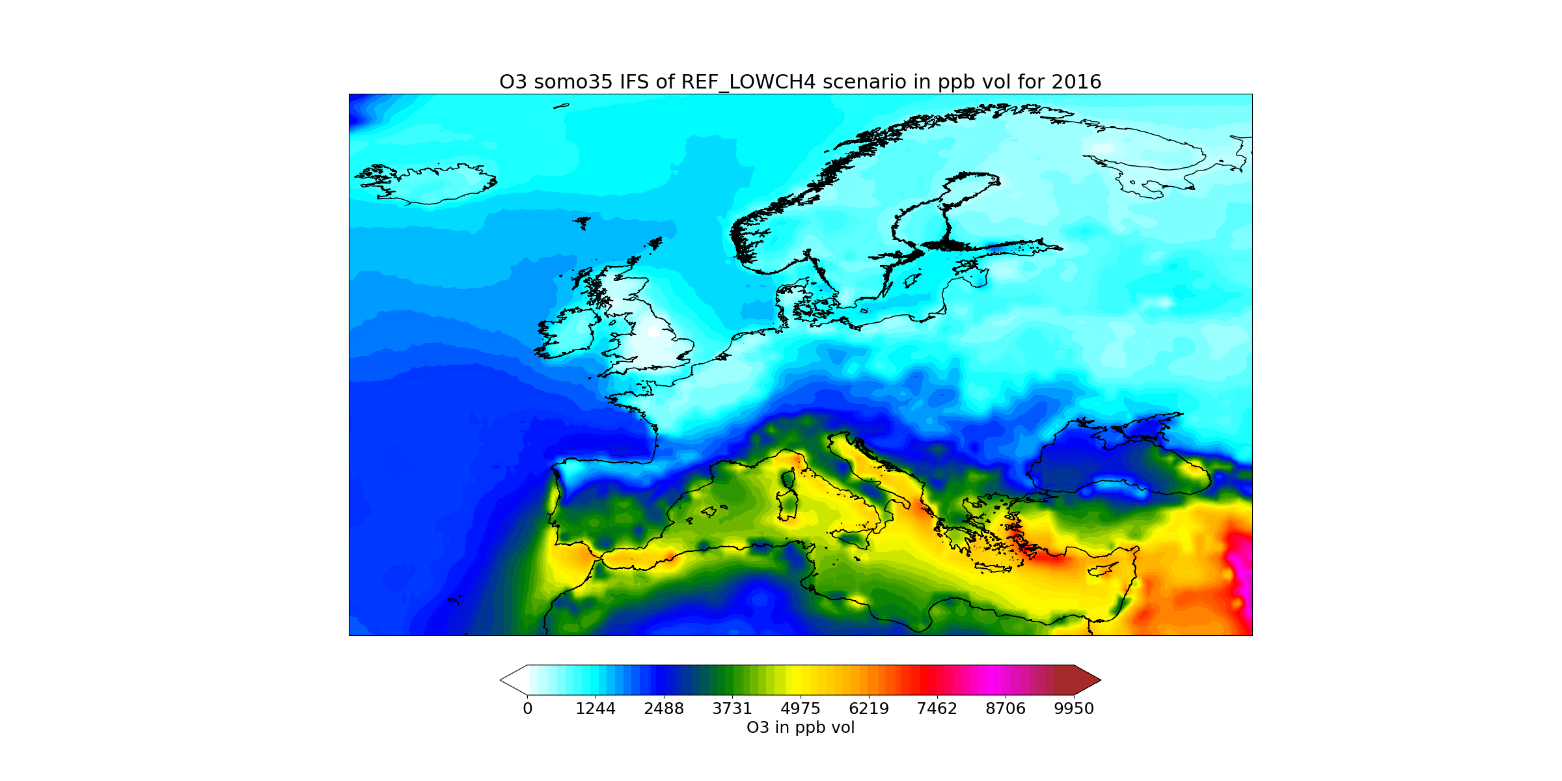 O3 somo35 IFS of REF_LOWCH4 scenario in ppb vol for 2016
0 1244 2488 3731 4975 6219 7462 8706 9950
O3 in ppb vol